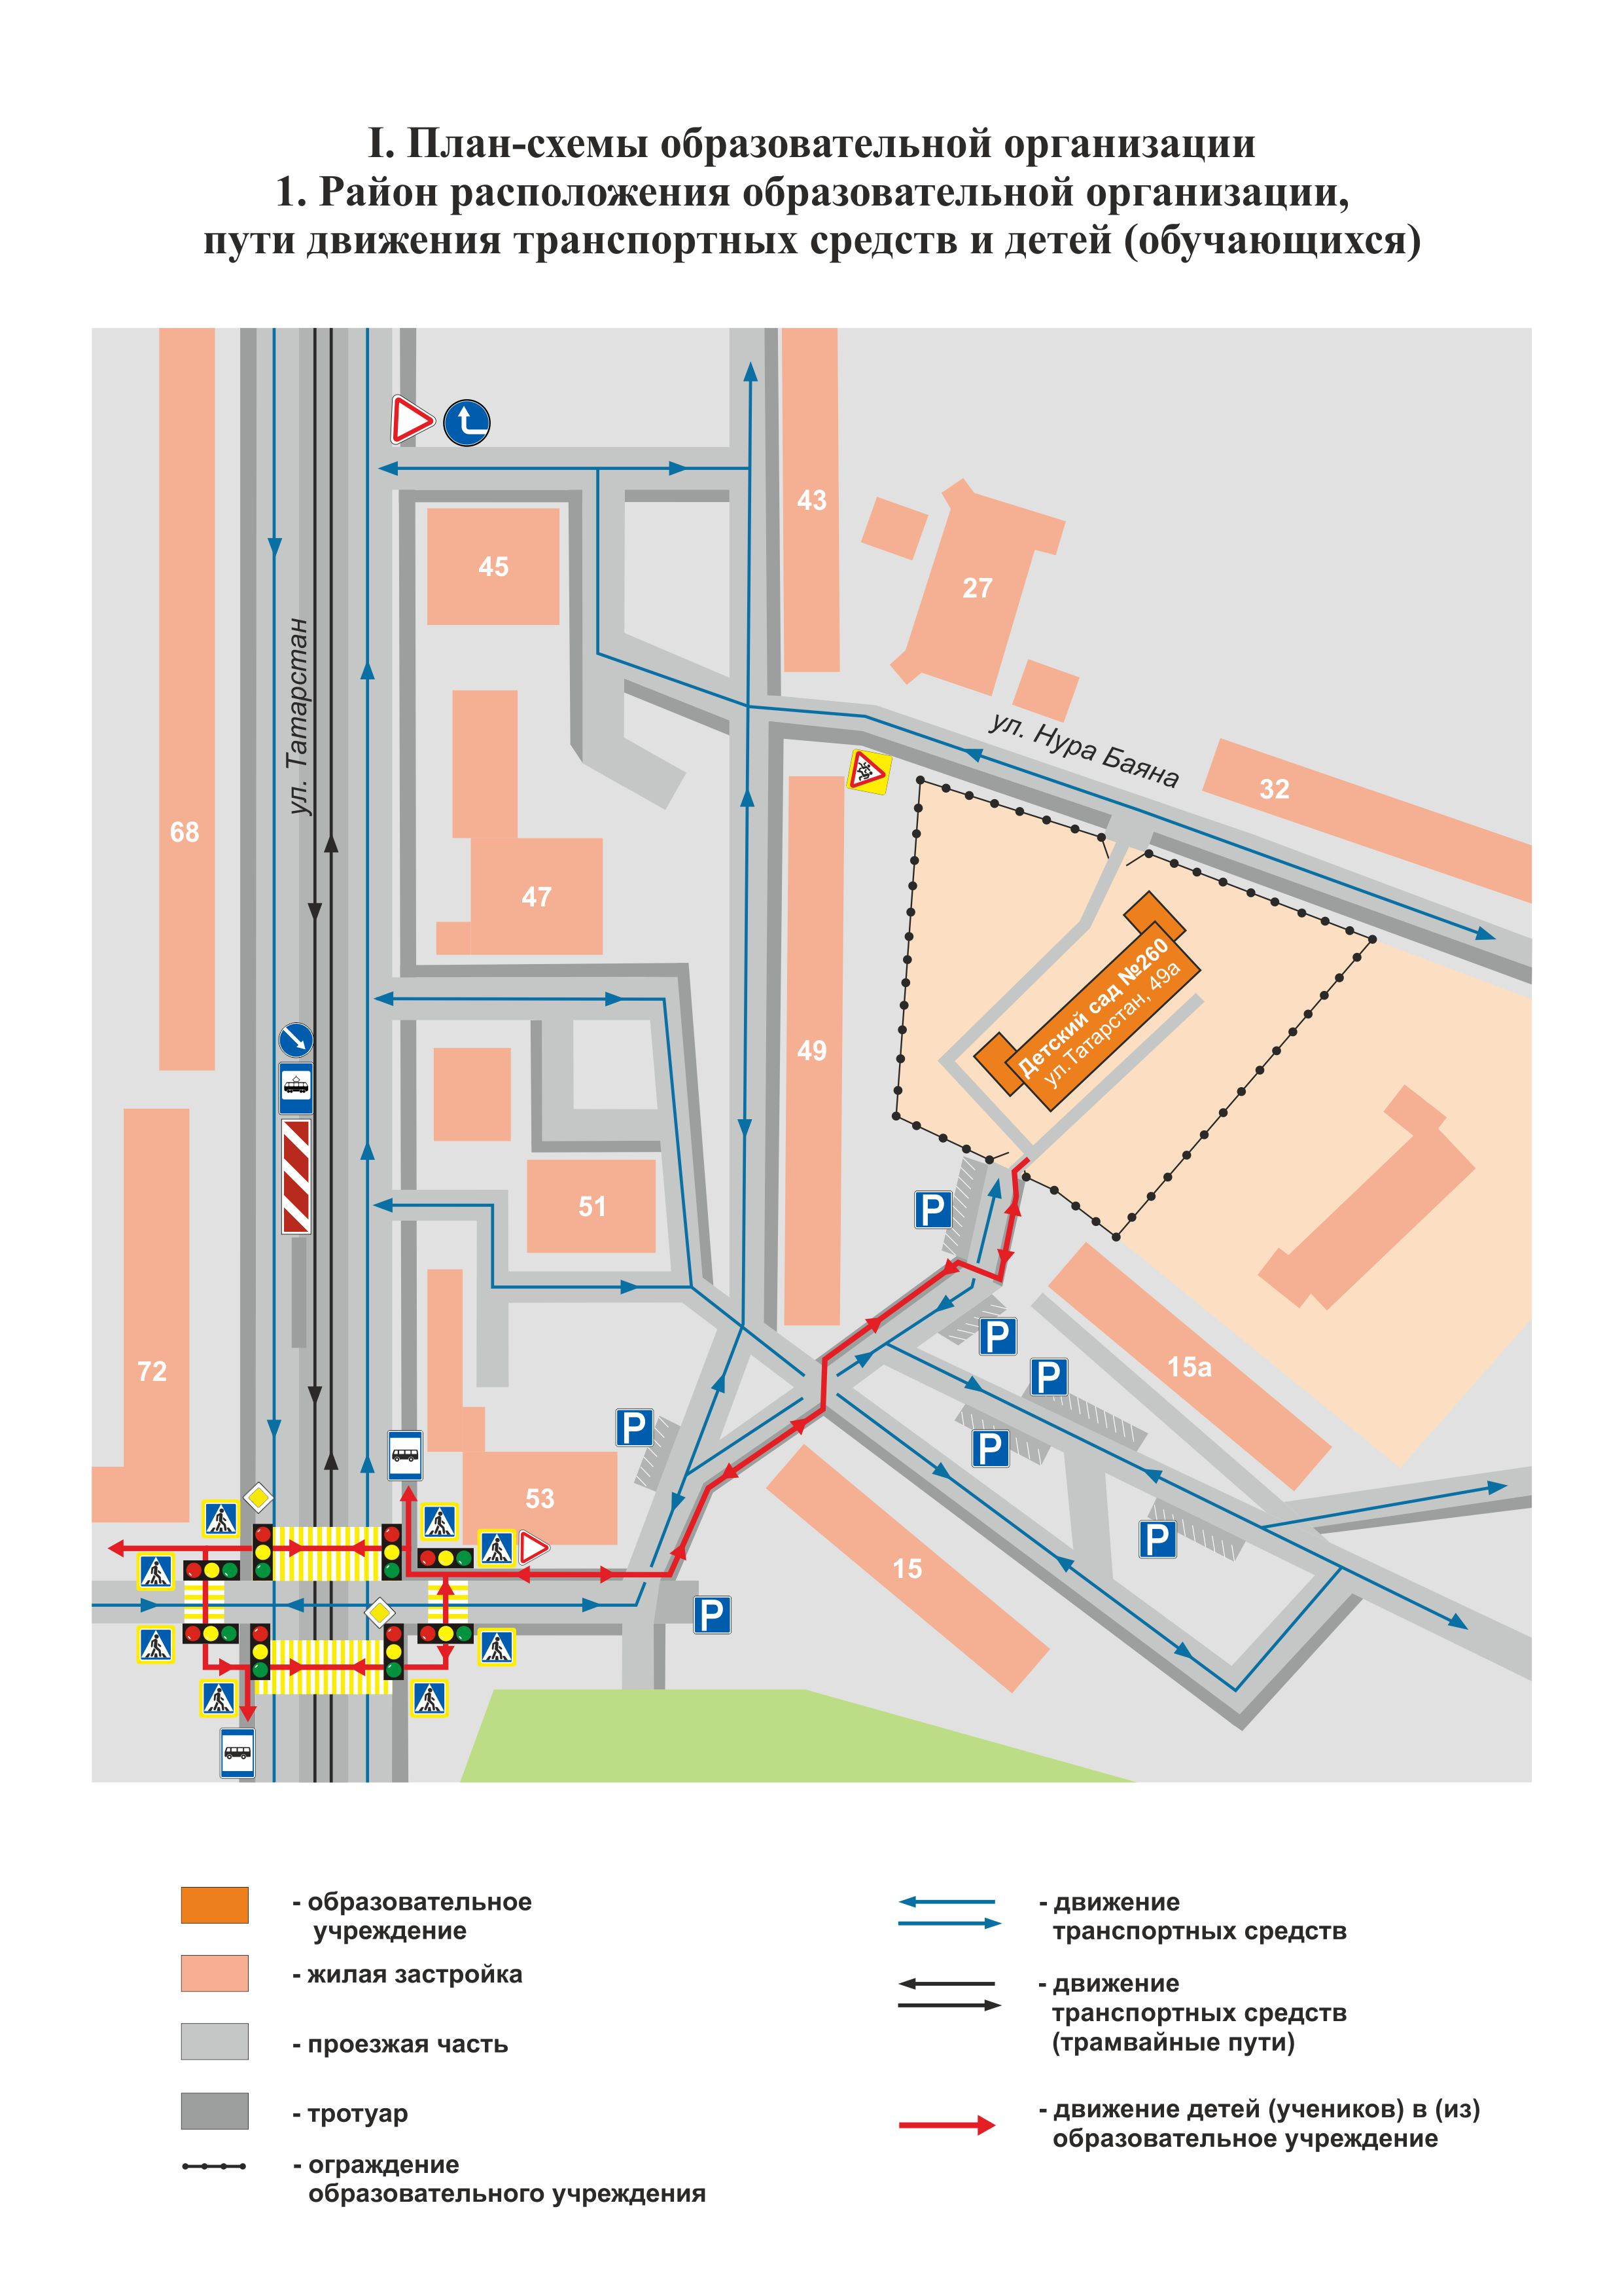 I. План-схемы образовательной организации
1. Район расположения образовательной организации,
пути движения транспортных средств и детей (обучающихся)
43
45
27
ул. Татарстан
ул. Нура Баяна
32
68
47
Детский сад №260
ул.Татарстан, 49а
49
51
P
P
15а
72
P
P
P
53
P
15
P
- образовательное
учреждение
- жилая застройка
- проезжая часть
- тротуар
- ограждение
образовательного учреждения
- движение
транспортных средств
- движение
транспортных средств
(трамвайные пути)
- движение детей (учеников) в (из)
образовательное учреждение